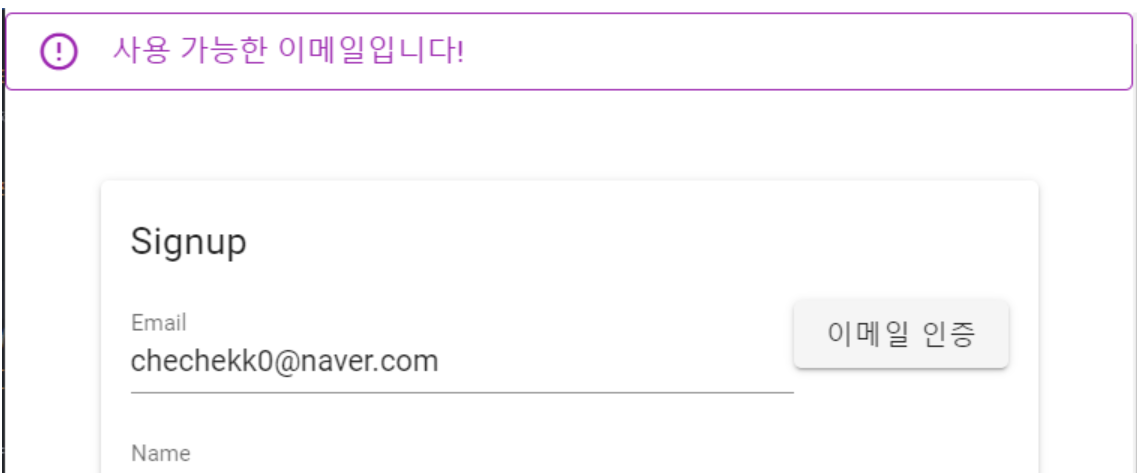 사용 가능한 이메일입니다!
Signup
Email
이메일 인증
chechekk0@naver.com
Name